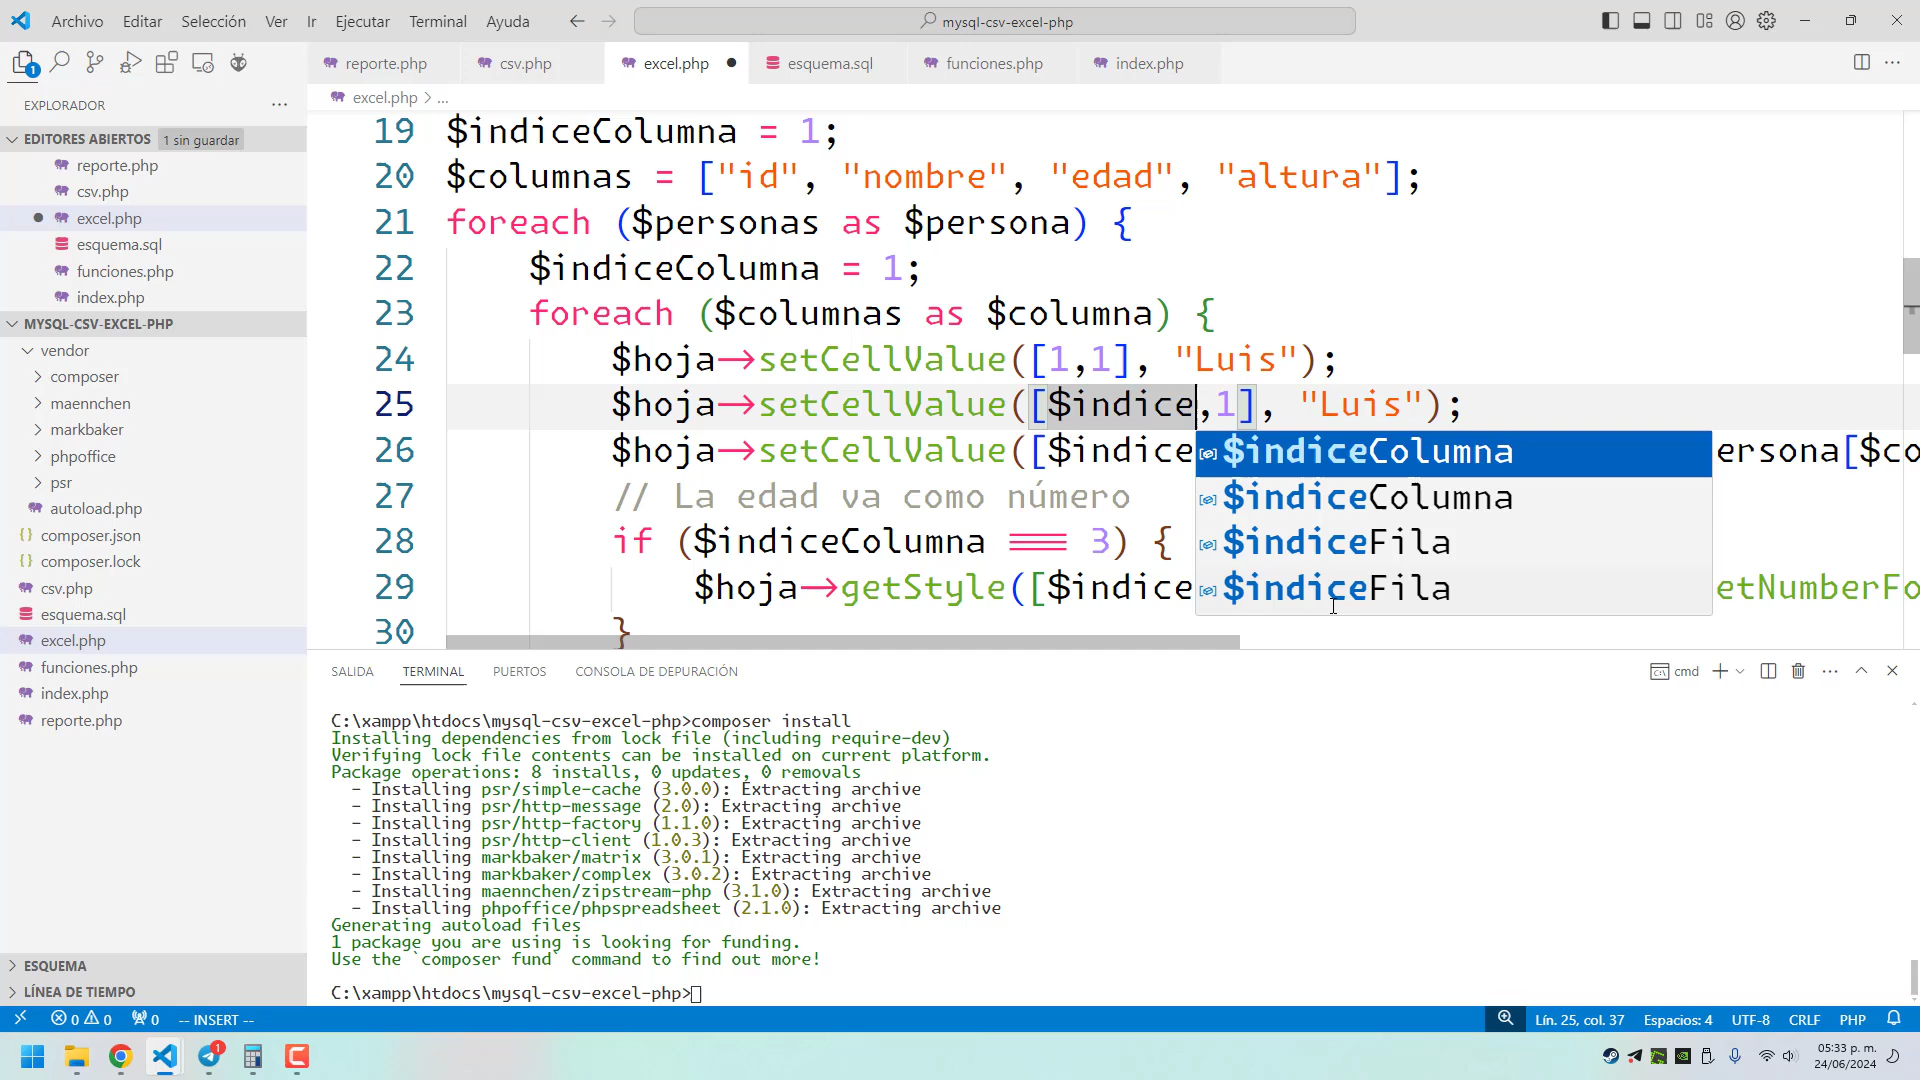 Archivo Editar Selección Ver Ir Ejecutar Terminal Ayuda
mysql-csv-excel-php
EXPLORADOR
EDITORES ABIERTOS 1 sin guardar
reporte.php
csv.php
excel.php
esquema.sql
funciones.php
index.php
MYSQL-CSV-EXCEL-PHP
vendor
composer
maennchen
markbaker
phpoffice
psr
autoload.php
composer.json
composer.lock
csv.php
esquema.sql
excel.php
funciones.php
index.php
reporte.php
ESQUEMA
LÍNEA DE TIEMPO
reporte.php csv.php excel.php esquema.sql funciones.php index.php
excel.php > ...
19 $indiceColumna = 1;
20 $columnas = ["id", "nombre", "edad", "altura"];
21 foreach ($personas as $persona) {
22 $indiceColumna = 1;
23 foreach ($columnas as $columna) {
24 $hoja->setCellValue([1,1], "Luis");
25 $hoja->setCellValue([$indice,1], "Luis");
26 $hoja->setCellValue([$indice ersona[$co
27 // La edad va como número
28 if ($indiceColumna === 3) {
29 $hoja->getStyle([$indice etNumberFo
30 }
$indiceColumna
$indiceColumna
$indiceFila
$indiceFila
SALIDA TERMINAL PUERTOS CONSOLA DE DEPURACIÓN
cmd
C:\xampp\htdocs\mysql-csv-excel-php>composer install
Installing dependencies from lock file (including require-dev)
Verifying lock file contents can be installed on current platform.
Package operations: 8 installs, 0 updates, 0 removals
- Installing psr/simple-cache (3.0.0): Extracting archive
- Installing psr/http-message (2.0): Extracting archive
- Installing psr/http-factory (1.1.0): Extracting archive
- Installing psr/http-client (1.0.3): Extracting archive
- Installing markbaker/matrix (3.0.1): Extracting archive
- Installing markbaker/complex (3.0.2): Extracting archive
- Installing maennchen/zipstream-php (3.1.0): Extracting archive
- Installing phpoffice/phpspreadsheet (2.1.0): Extracting archive
Generating autoload files
1 package you are using is looking for funding.
Use the `composer fund` command to find out more!
C:\xampp\htdocs\mysql-csv-excel-php>
0 0 0 -- INSERT --
Lín. 25, col. 37 Espacios: 4 UTF-8 CRLF PHP
05:33 p. m.
24/06/2024